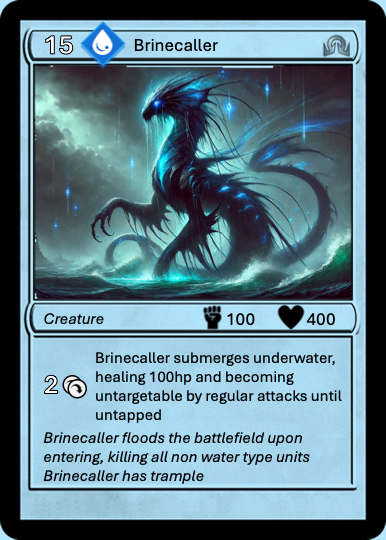 15 Brinecaller
Creature 100 400
Brinecaller submerges underwater,
2 healing 100hp and becoming
untargetable by regular attacks until
untapped
Brinecaller floods the battlefield upon
entering, killing all non water type units
Brinecaller has trample